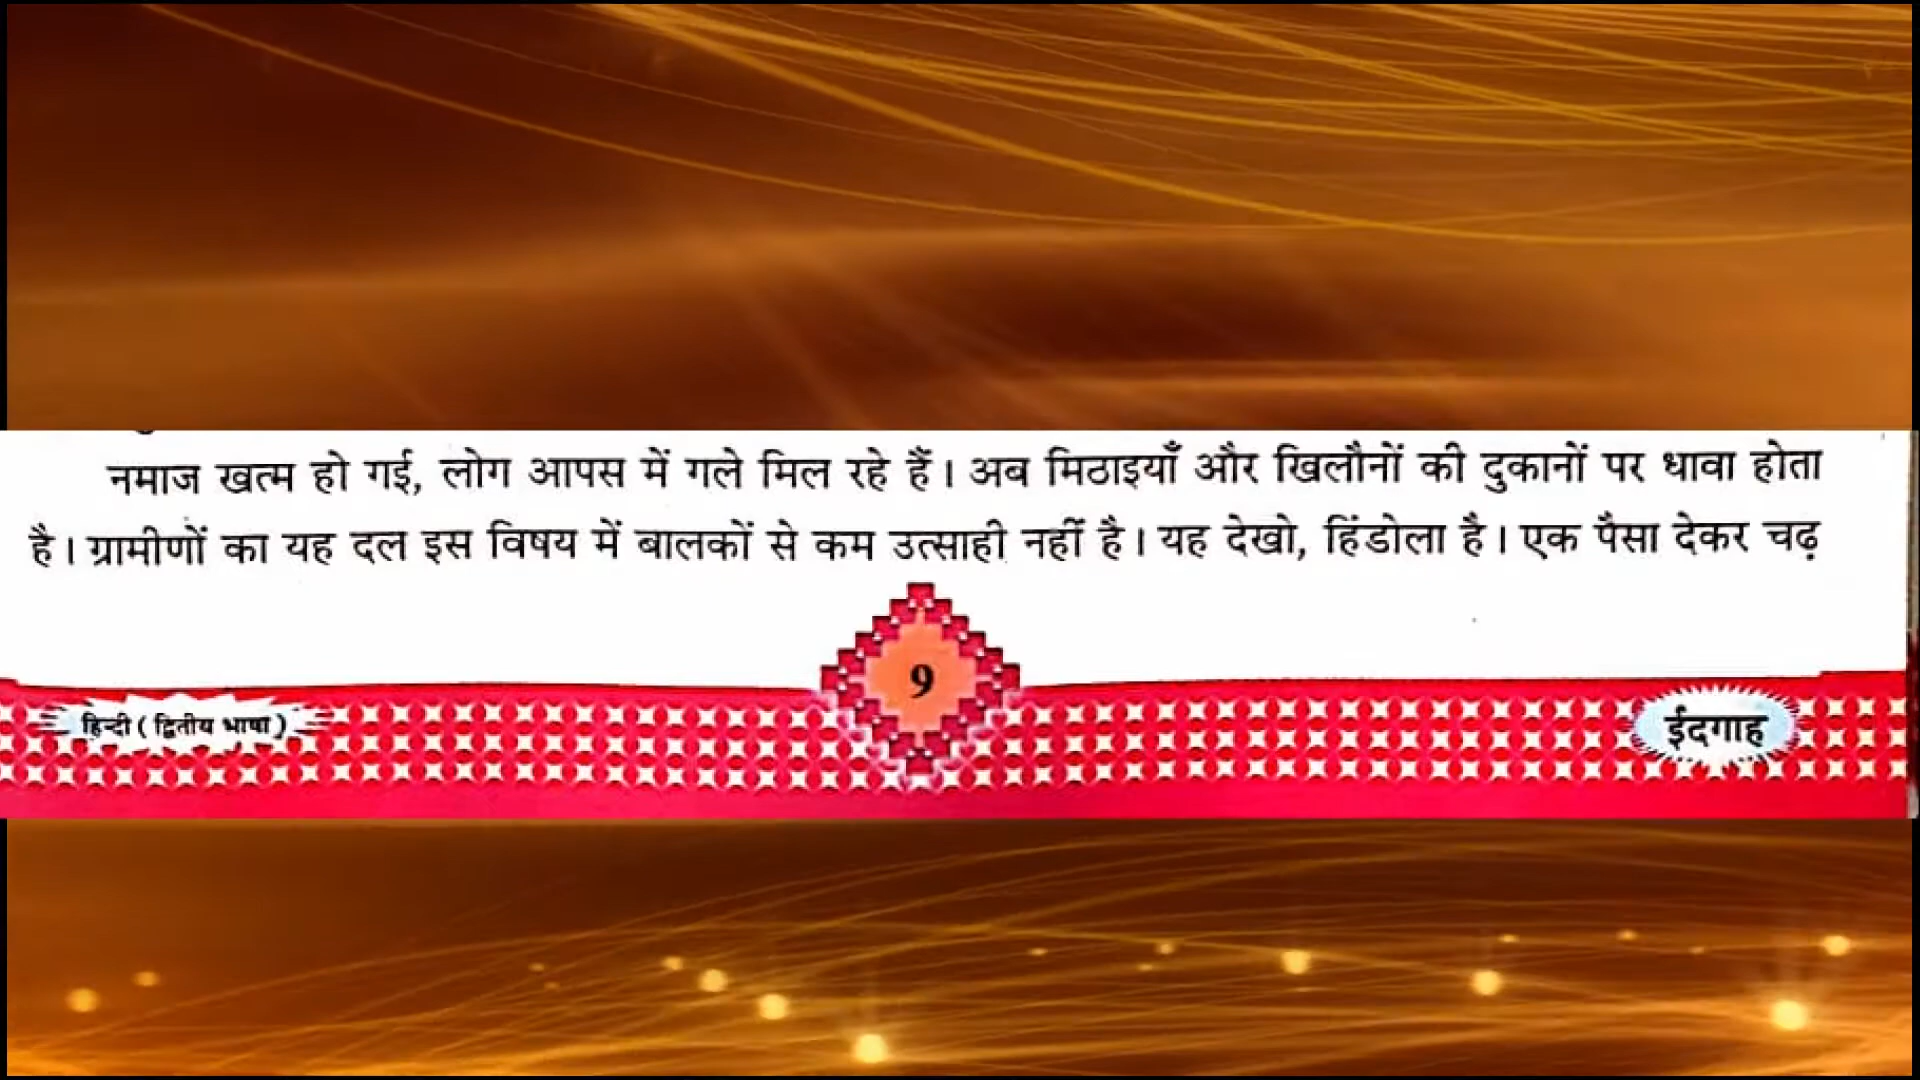 नमाज खत्म हो गई, लोग आपस में गले मिल रहे हैं। अब मिठाइयाँ और खिलौनों की दुकानों पर धावा होता
है। ग्रामीणों का यह दल इस विषय में बालकों से कम उत्साही नहीं है। यह देखो, हिंडोला है। एक पैसा देकर चढ़
9
हिन्दी ( द्वितीय भाषा )
ईदगाह